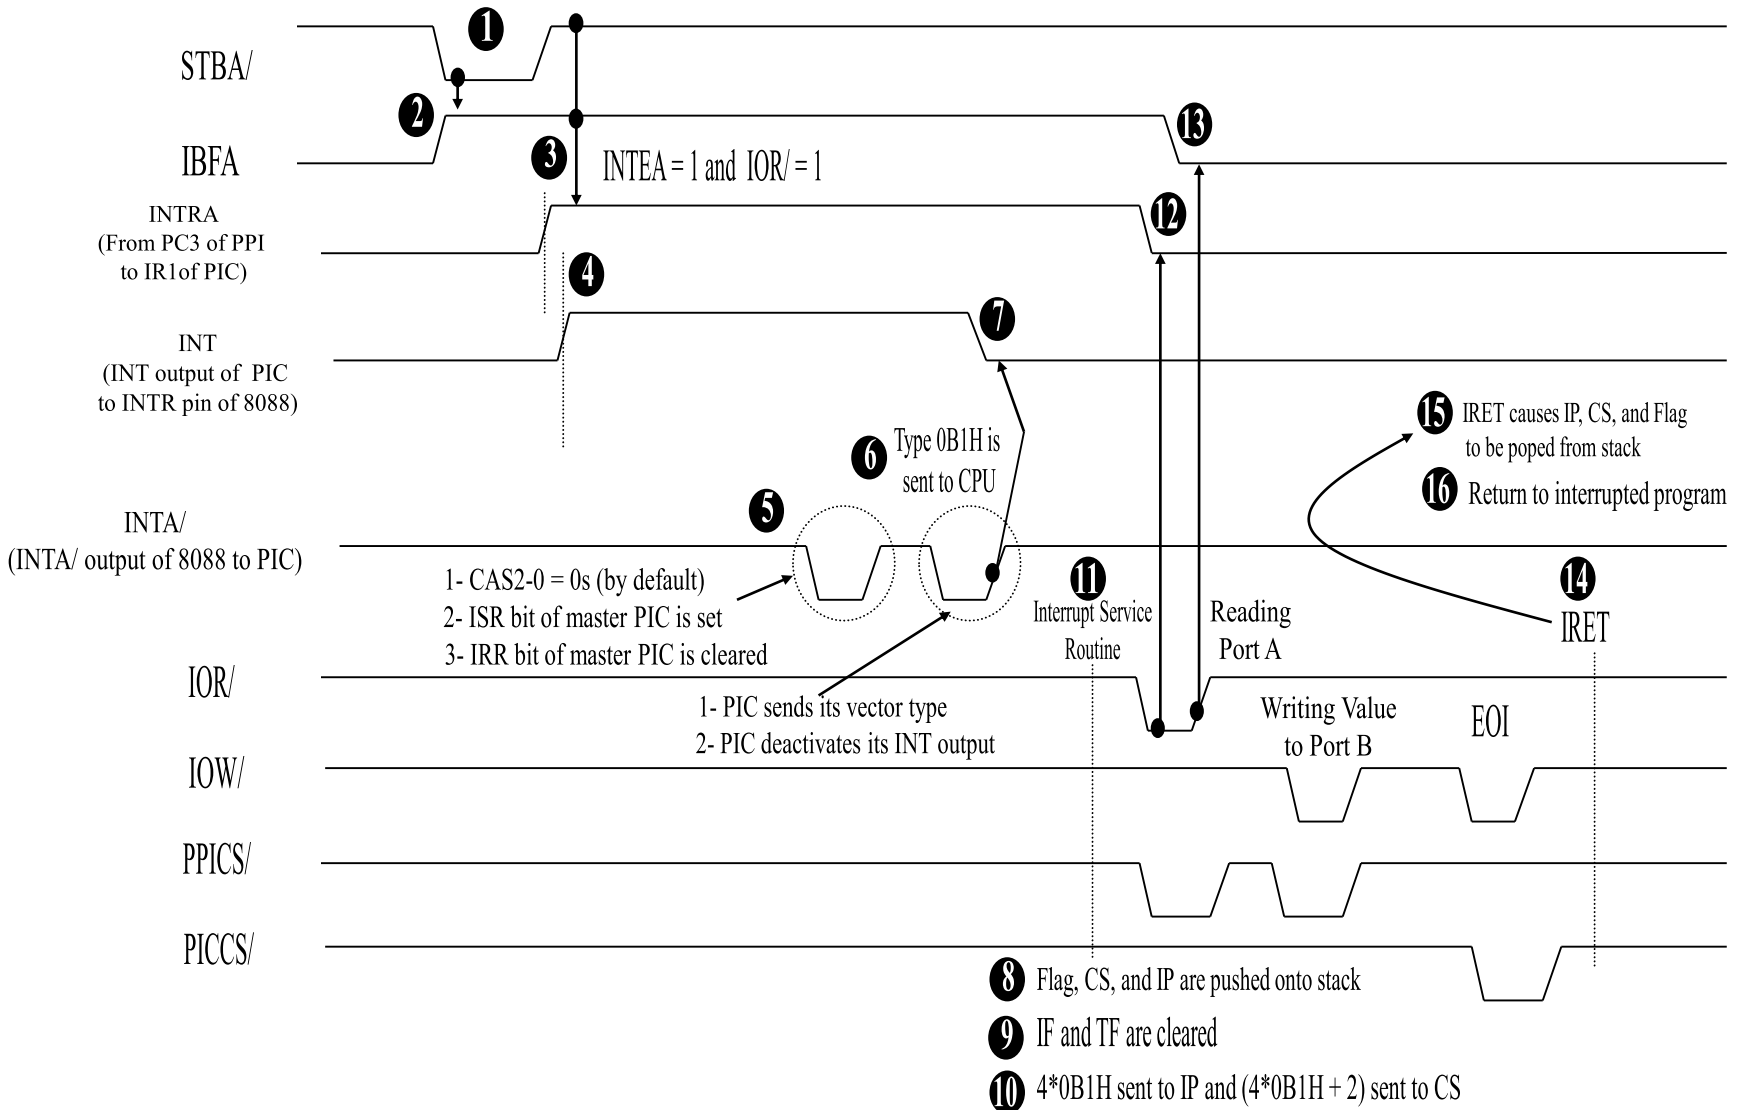 1
STBA/
2
IBFA
3
INTEA = 1 and IOR/ = 1
13
INTRA
(From PC3 of PPI
to IR1of PIC)
12
4
INT
(INT output of PIC
to INTR pin of 8088)
7
6
Type 0B1H is
sent to CPU
15
IRET causes IP, CS, and Flag
to be poped from stack
16
Return to interrupted program
INTA/
(INTA/ output of 8088 to PIC)
5
1- CAS2-0 = 0s (by default)
2- ISR bit of master PIC is set
3- IRR bit of master PIC is cleared
11
Interrupt Service
Routine
Reading
Port A
14
IRET
IOR/
1- PIC sends its vector type
2- PIC deactivates its INT output
Writing Value
to Port B
EOI
IOW/
PPICS/
PICCS/
8
Flag, CS, and IP are pushed onto stack
9
IF and TF are cleared
10
4*0B1H sent to IP and (4*0B1H + 2) sent to CS